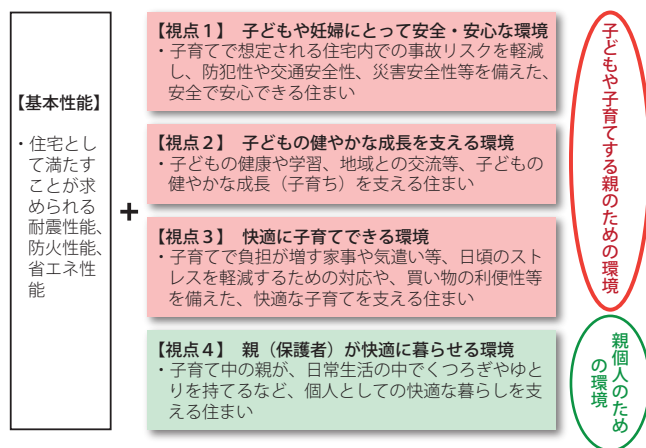 【基本性能】
・住宅とし
て満たす
ことが求
められる
耐震性能、
防火性能、
省エネ性
能
+
【視点１】 子どもや妊婦にとって安全・安心な環境
・子育てで想定される住宅内での事故リスクを軽減
し、防犯性や交通安全性、災害安全性等を備えた、
安全で安心できる住まい
【視点２】 子どもの健やかな成長を支える環境
・子どもの健康や学習、地域との交流等、子どもの
健やかな成長（子育ち）を支える住まい
【視点３】 快適に子育てできる環境
・子育てで負担が増す家事や気遣い等、日頃のスト
レスを軽減するための対応や、買い物の利便性等
を備えた、快適な子育てを支える住まい
【視点４】 親（保護者）が快適に暮らせる環境
・子育て中の親が、日常生活の中でくつろぎやゆと
りを持てるなど、個人としての快適な暮らしを支
える住まい
子どもや子育てする親のための環境
親個人のため
の環境